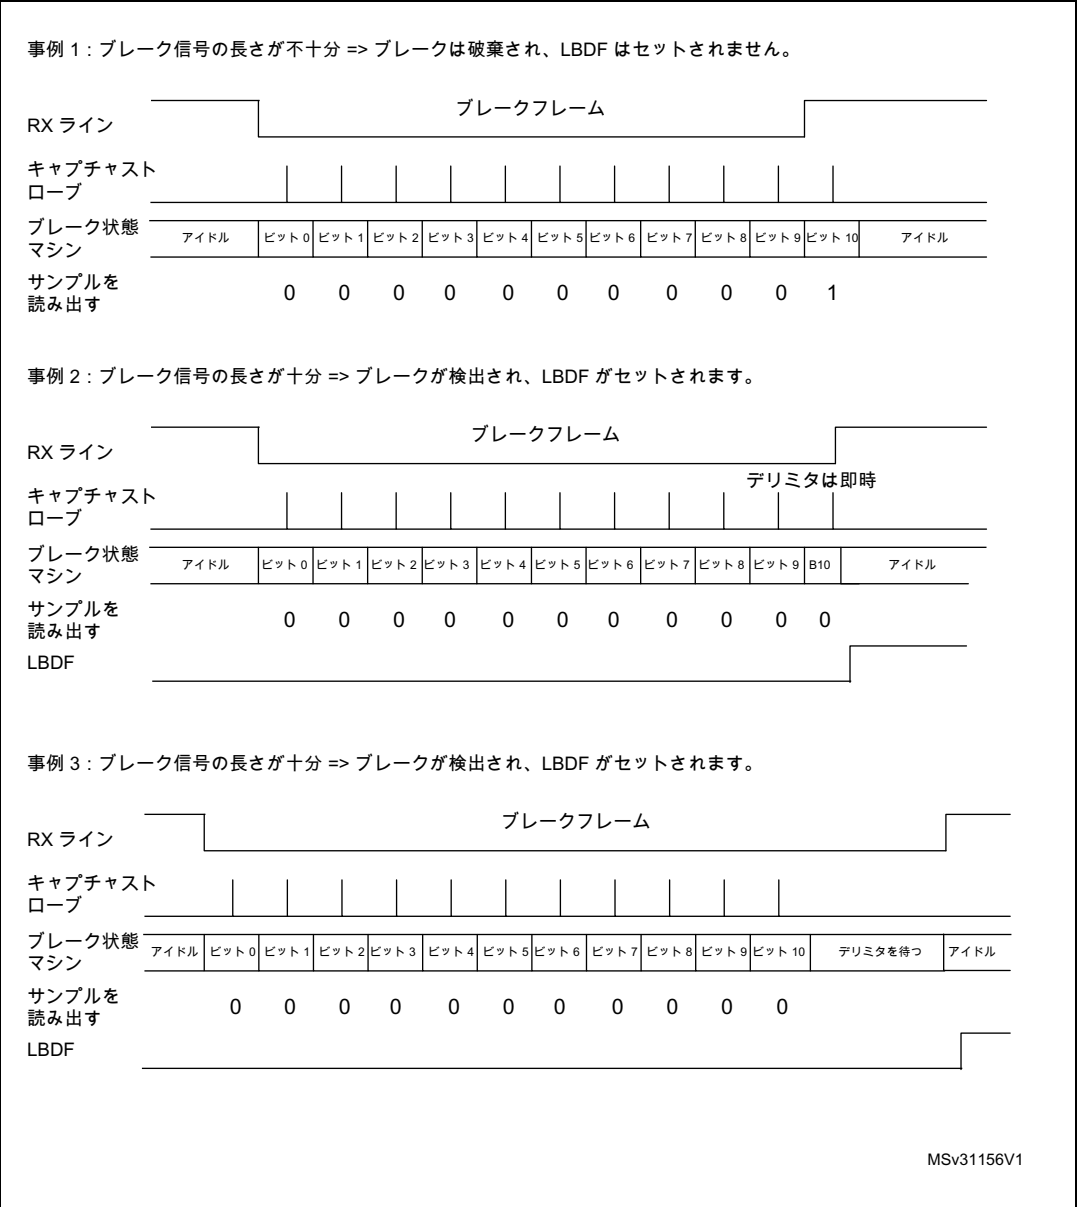 事例 1 : ブレーク信号の長さが不十分 => ブレークは破棄され、LBDF はセットされません。
ブレークフレーム
RX ライン
キャプチャスト
ローブ
ブレーク状態
マシン
アイドル ビット 0 ビット 1 ビット 2 ビット 3 ビット 4 ビット 5 ビット 6 ビット 7 ビット 8 ビット 9 ビット 10 アイドル
サンプルを
読み出す
0 0 0 0 0 0 0 0 0 0 1
事例 2 : ブレーク信号の長さが十分 => ブレークが検出され、LBDF がセットされます。
ブレークフレーム
RX ライン
デリミタは即時
キャプチャスト
ローブ
ブレーク状態
マシン
アイドル ビット 0 ビット 1 ビット 2 ビット 3 ビット 4 ビット 5 ビット 6 ビット 7 ビット 8 ビット 9 B10 アイドル
サンプルを
読み出す
0 0 0 0 0 0 0 0 0 0 0
LBDF
事例 3 : ブレーク信号の長さが十分 => ブレークが検出され、LBDF がセットされます。
ブレークフレーム
RX ライン
キャプチャスト
ローブ
ブレーク状態
マシン
アイドル ビット 0 ビット 1 ビット 2 ビット 3 ビット 4 ビット 5 ビット 6 ビット 7 ビット 8 ビット 9 ビット 10 デリミタを待つ アイドル
サンプルを
読み出す
0 0 0 0 0 0 0 0 0 0 0
LBDF
MSv31156V1